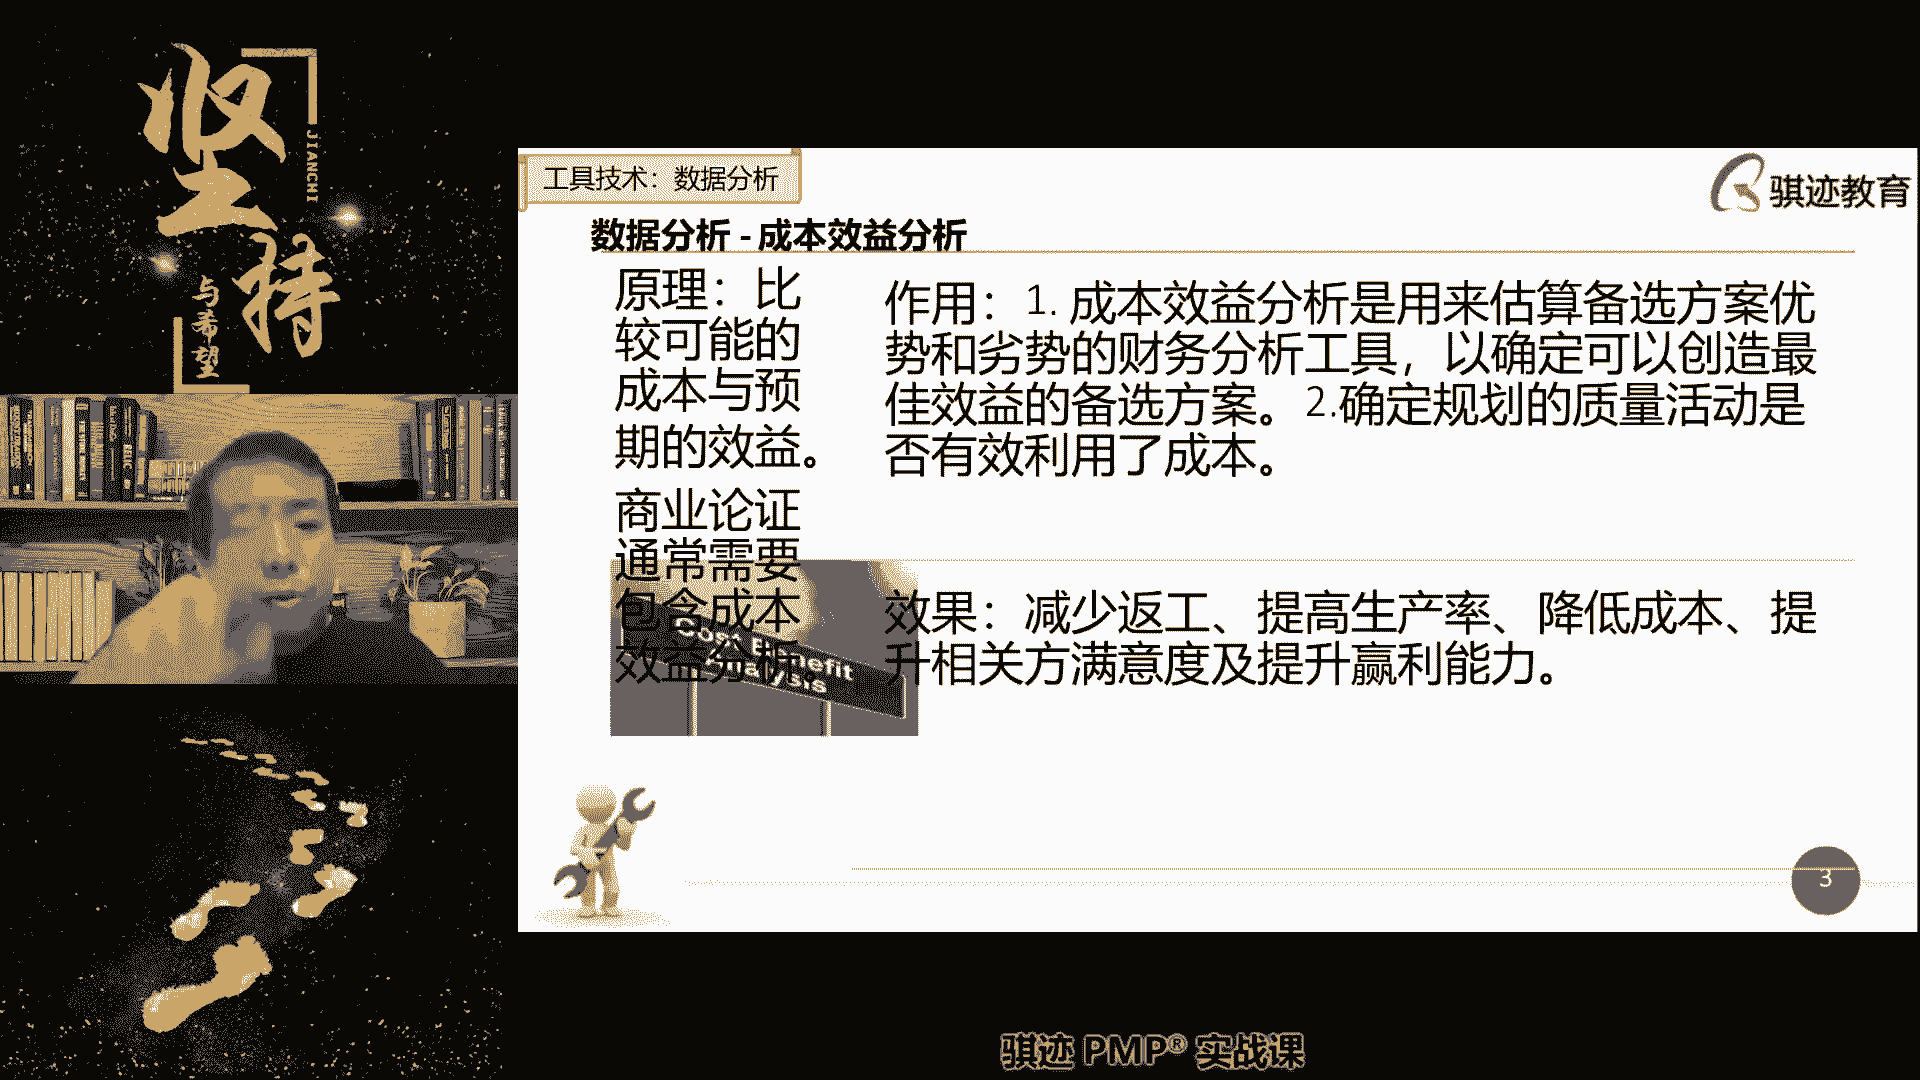 坚持
JIANCHI
与希望
工具技术：数据分析
骐迹教育
数据分析 - 成本效益分析
原理：比
较可能的
成本与预
期的效益。
商业论证
通常需要
包含成本
效益分析。
作用：1. 成本效益分析是用来估算备选方案优
势和劣势的财务分析工具，以确定可以创造最
佳效益的备选方案。2.确定规划的质量活动是
否有效利用了成本。
Cost Benefit
Analysis
效果：减少返工、提高生产率、降低成本、提
升相关方满意度及提升赢利能力。
3
骐迹 PMP® 实战课